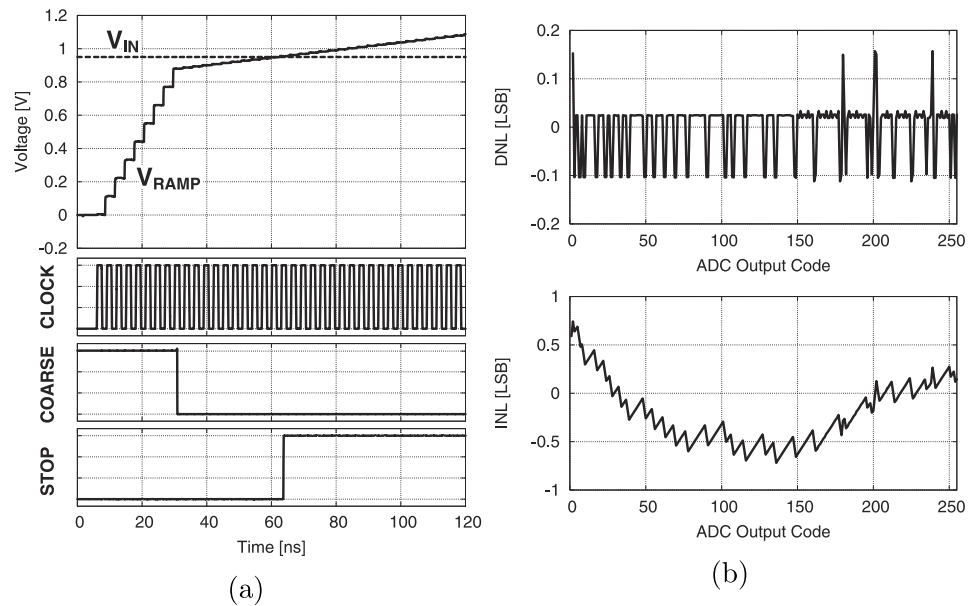 1.2
1
0.8
0.6
0.4
0.2
0
-0.2
Voltage [V]
V_IN
V_RAMP
CLOCK
COARSE
STOP
0 20 40 60 80 100 120
Time [ns]
(a)
0.2
0.1
0
-0.1
-0.2
DNL [LSB]
0 50 100 150 200 250
ADC Output Code
1
0.5
0
-0.5
-1
INL [LSB]
0 50 100 150 200 250
ADC Output Code
(b)